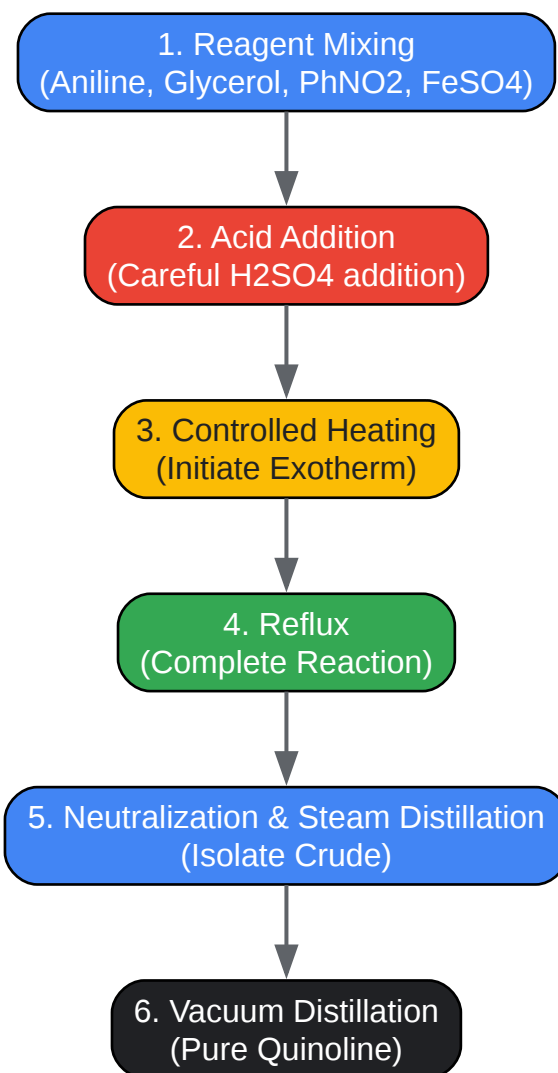 1. Reagent Mixing
(Aniline, Glycerol, PhNO2, FeSO4)
2. Acid Addition
(Careful H2SO4 addition)
3. Controlled Heating
(Initiate Exotherm)
4. Reflux
(Complete Reaction)
5. Neutralization & Steam Distillation
(Isolate Crude)
6. Vacuum Distillation
(Pure Quinoline)